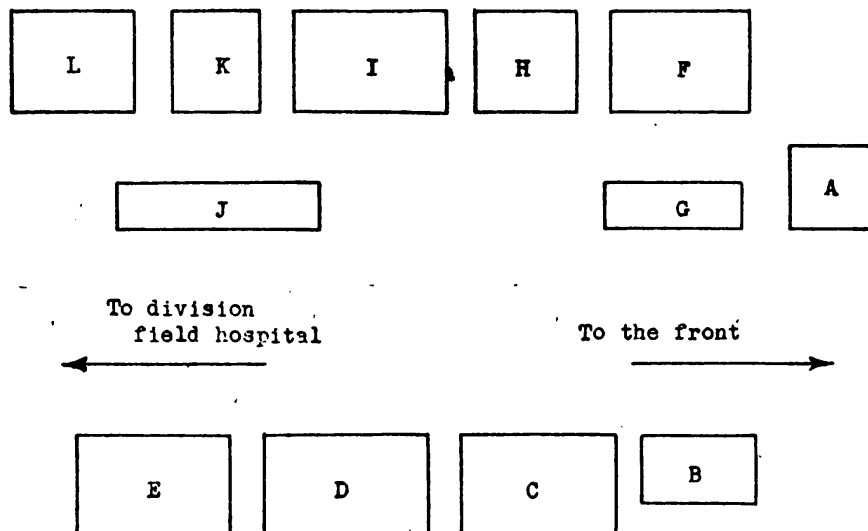 L K I H F
A
J G
To division
field hospital
To the front
E D C B